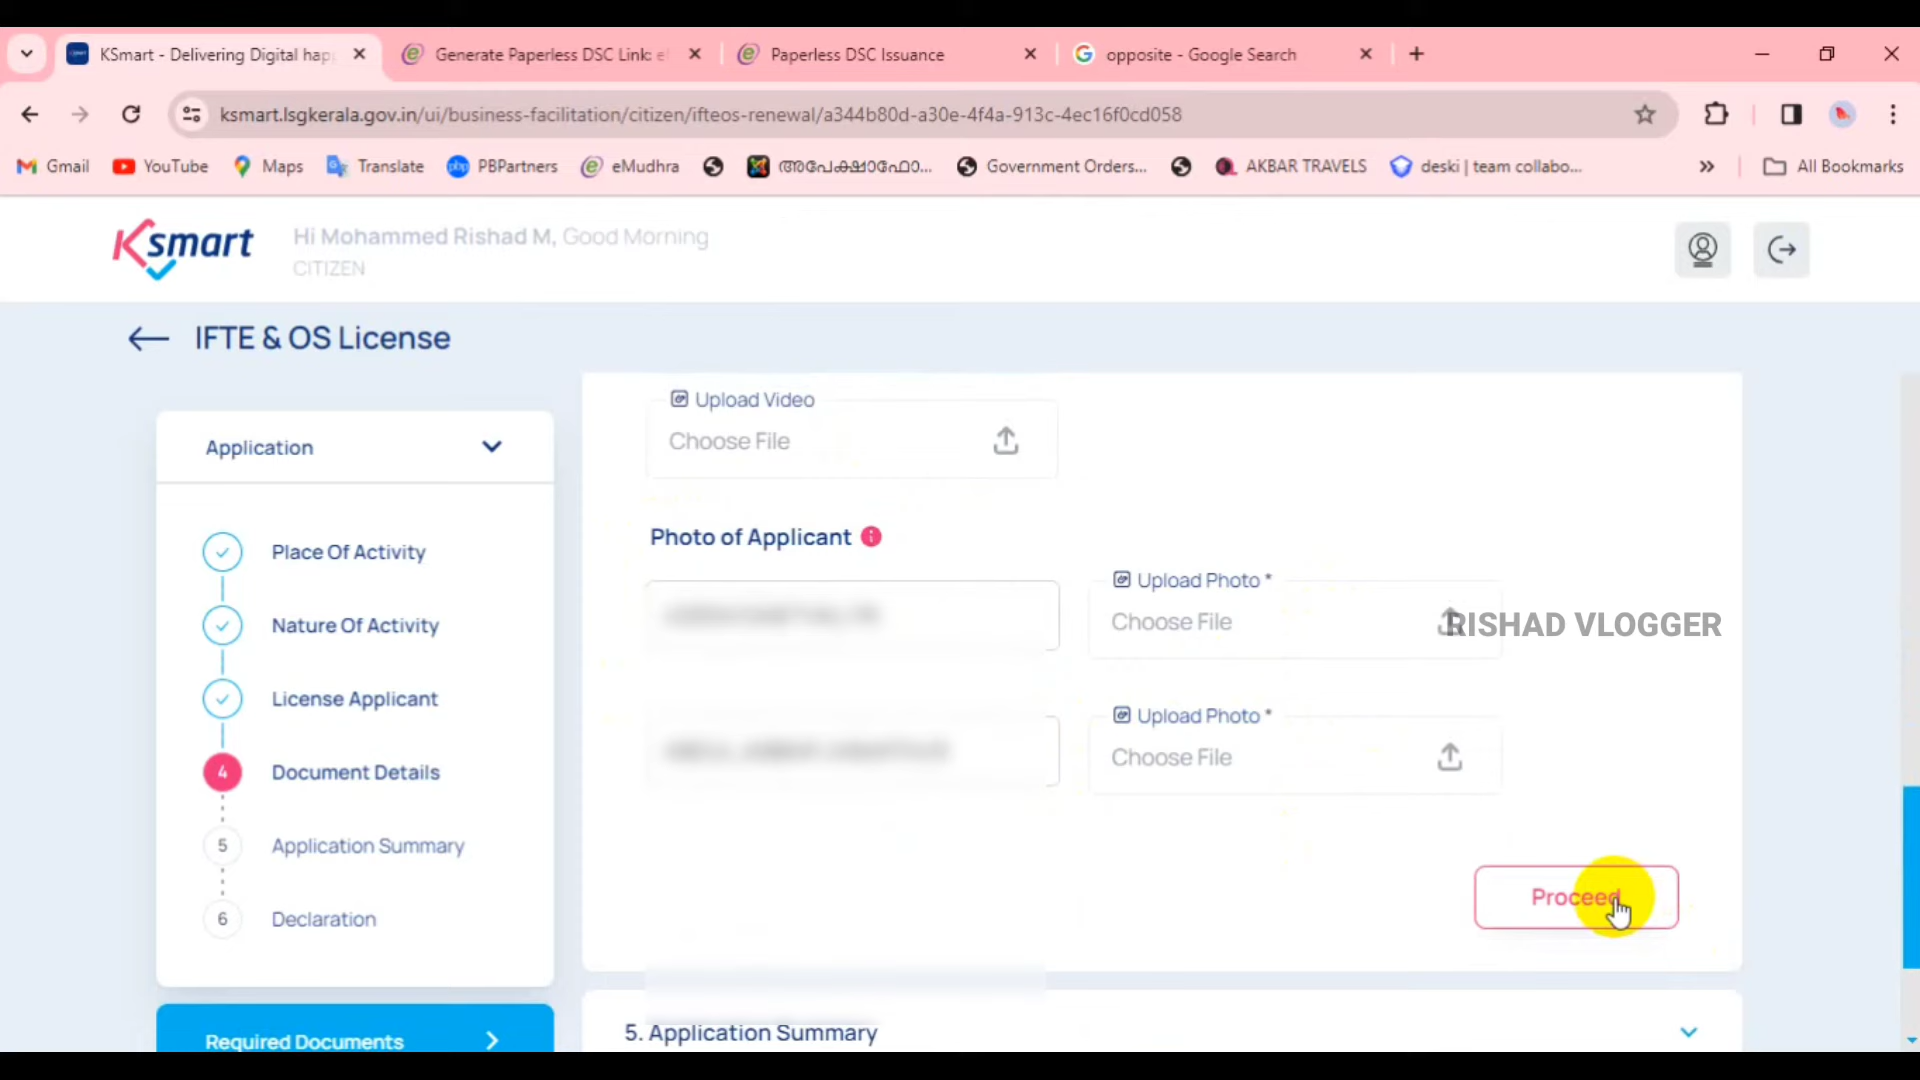 KSmart - Delivering Digital hap
Generate Paperless DSC Link: e
Paperless DSC Issuance
opposite - Google Search
ksmart.lsgkerala.gov.in/ui/business-facilitation/citizen/ifteos-renewal/a344b80d-a30e-4f4a-913c-4ec16f0cd058
Gmail
YouTube
Maps
Translate
PBPartners
eMudhra
Government Orders...
AKBAR TRAVELS
deski | team collabo...
All Bookmarks
Ksmart
Hi Mohammed Rishad M, Good Morning
CITIZEN
IFTE & OS License
Application
Place Of Activity
Nature Of Activity
License Applicant
4 Document Details
5 Application Summary
6 Declaration
Required Documents
Upload Video
Choose File
Photo of Applicant
Upload Photo *
Choose File
RISHAD VLOGGER
Upload Photo *
Choose File
Proceed
5. Application Summary